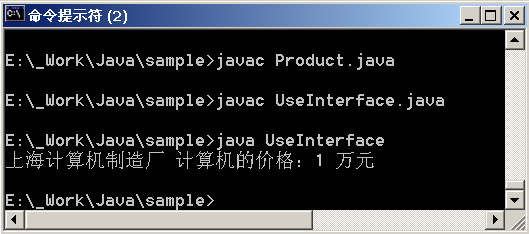 命令提示符 (2)
E:\_Work\Java\sample>javac Product.java
E:\_Work\Java\sample>javac UseInterface.java
E:\_Work\Java\sample>java UseInterface
上海计算机制造厂 计算机的价格：1 万元
E:\_Work\Java\sample>